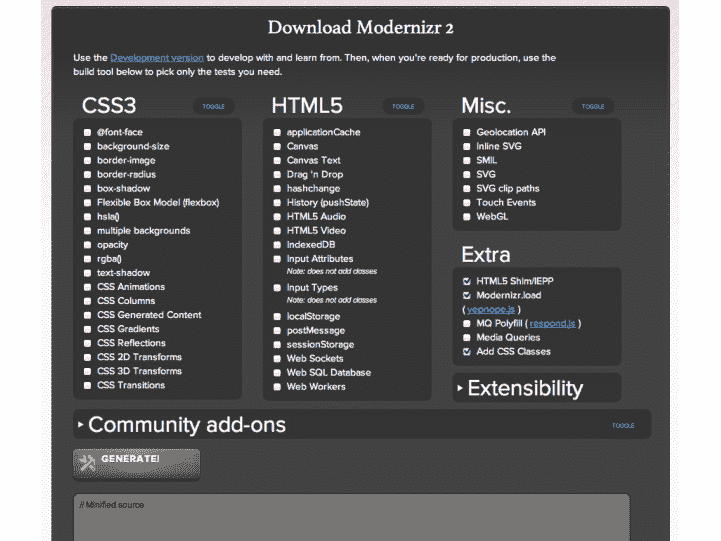 Download Modernizr 2
Use the Development version to develop with and learn from. Then, when you're ready for production, use the
build tool below to pick only the tests you need.
CSS3
TOGGLE
@font-face
background-size
border-image
border-radius
box-shadow
Flexible Box Model (flexbox)
hsla()
multiple backgrounds
opacity
rgba()
text-shadow
CSS Animations
CSS Columns
CSS Generated Content
CSS Gradients
CSS Reflections
CSS 2D Transforms
CSS 3D Transforms
CSS Transitions
HTML5
TOGGLE
applicationCache
Canvas
Canvas Text
Drag 'n Drop
hashchange
History (pushState)
HTML5 Audio
HTML5 Video
IndexedDB
Input Attributes
Note: does not add classes
Input Types
Note: does not add classes
localStorage
postMessage
sessionStorage
Web Sockets
Web SQL Database
Web Workers
Misc.
TOGGLE
Geolocation API
Inline SVG
SMIL
SVG
SVG clip paths
Touch Events
WebGL
Extra
HTML5 Shim/IEPP
Modernizr.load
( yepnope.js )
MQ Polyfill ( respond.js )
Media Queries
Add CSS Classes
Extensibility
Community add-ons
TOGGLE
GENERATE!
// Minified source